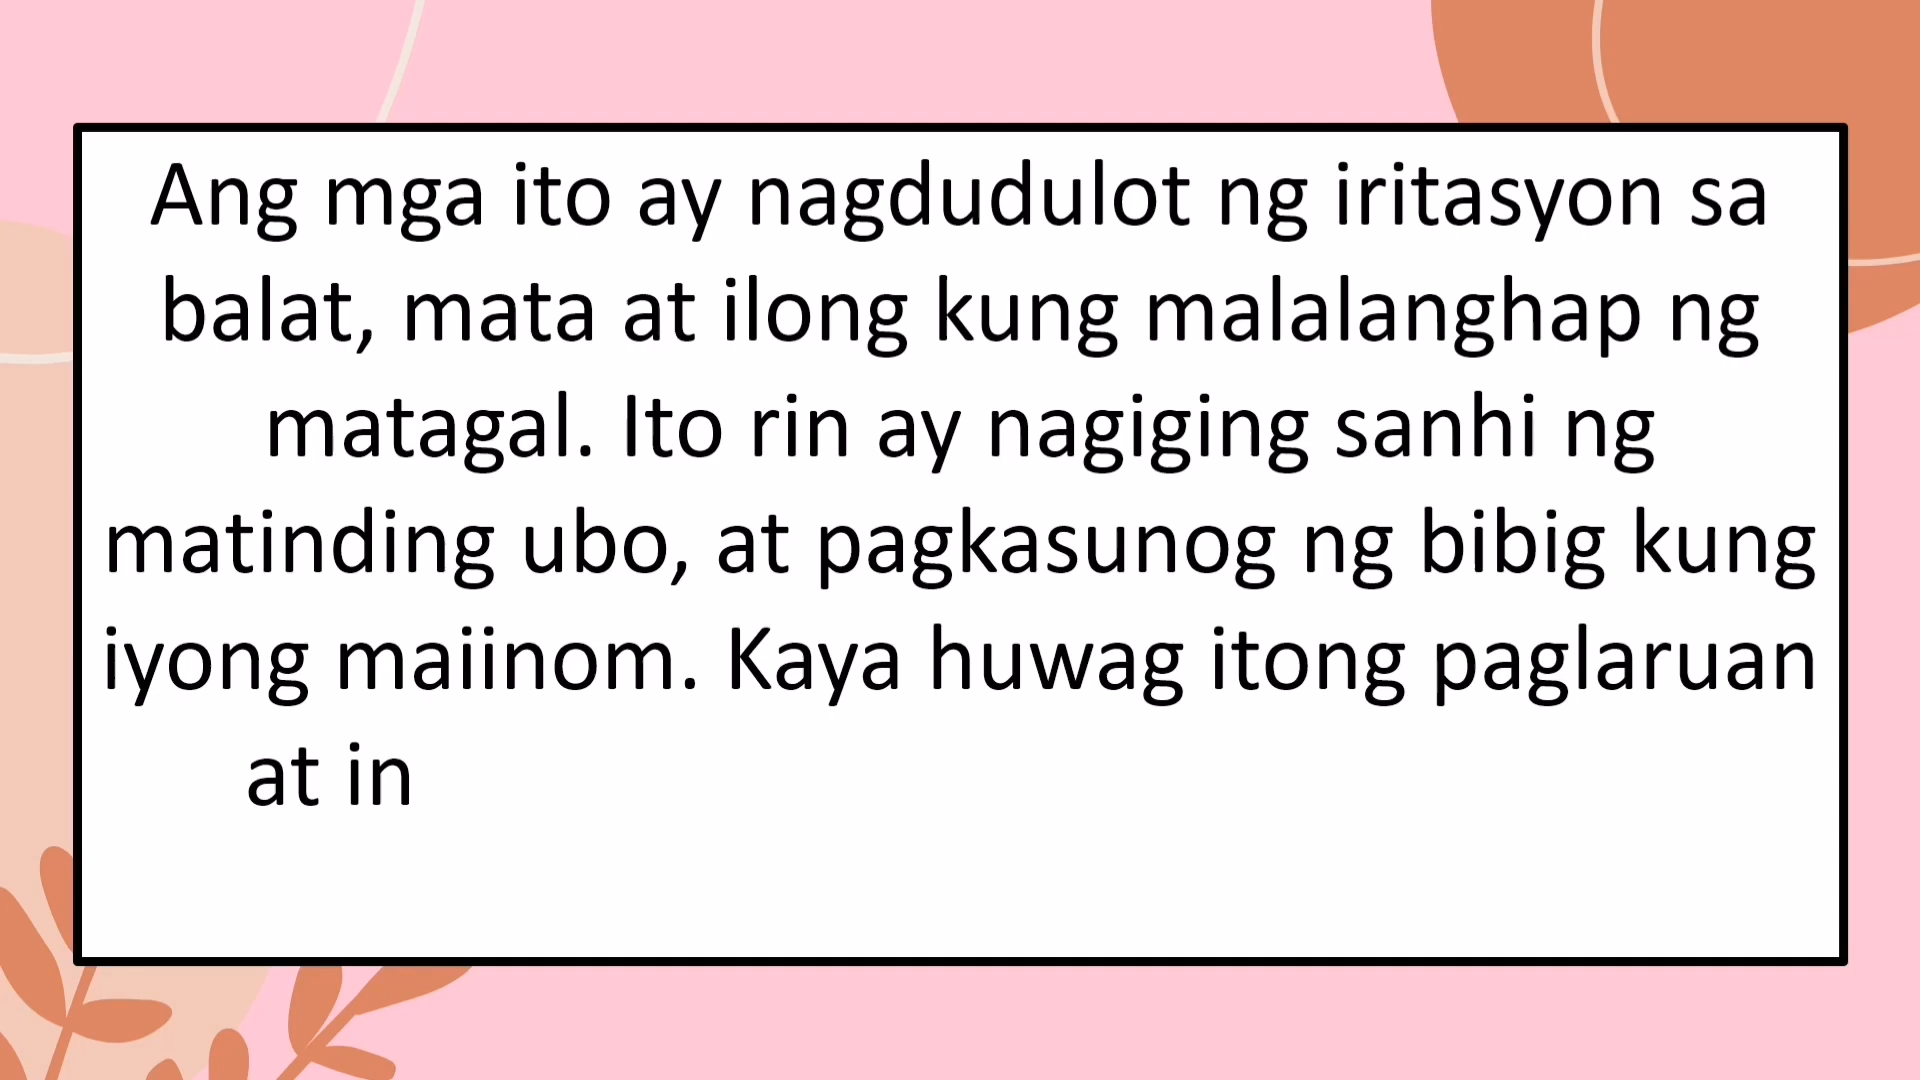 Ang mga ito ay nagdudulot ng iritasyon sa
balat, mata at ilong kung malalanghap ng
matagal. Ito rin ay nagiging sanhi ng
matinding ubo, at pagkasunog ng bibig kung
iyong maiinom. Kaya huwag itong paglaruan
at in